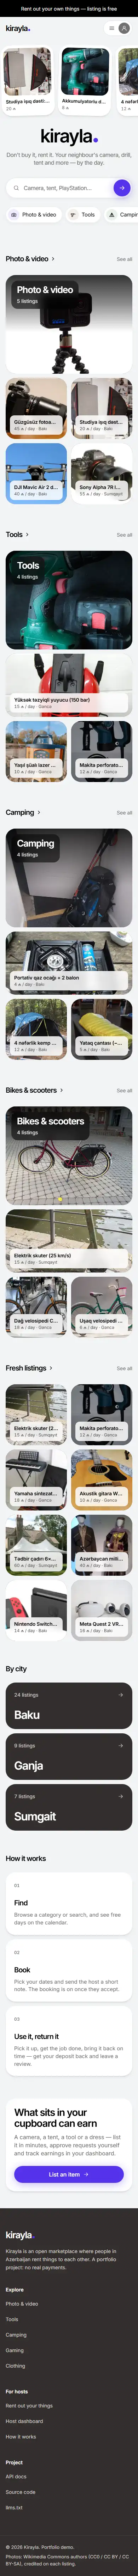 Rent out your own things — listing is free
kirayla.
Studiya işıq dəsti...
20 ₼
Akkumulyatorlu d...
8 ₼
4 nəfərl
12 ₼
kirayla.
Don't buy it, rent it. Your neighbour's camera, drill,
tent and more — by the day.
Camera, tent, PlayStation...
Photo & video
Tools
Campin
Photo & video
See all
Photo & video
5 listings
Güzgüsüz fotoa...
40 ₼ / day · Bakı
Studiya işıq dəst...
20 ₼ / day · Bakı
DJI Mavic Air 2 d...
40 ₼ / day · Bakı
Sony Alpha 7R I...
55 ₼ / day · Sumqayıt
Tools
See all
Tools
4 listings
Yüksək təzyiqli yuyucu (150 bar)
15 ₼ / day · Gəncə
Yaşıl şüalı lazer ...
10 ₼ / day · Gəncə
Makita perforato...
12 ₼ / day · Gəncə
Camping
See all
Camping
4 listings
Portativ qaz ocağı + 2 balon
4 ₼ / day · Bakı
4 nəfərlik kemp ...
12 ₼ / day · Bakı
Yataq çantası (−...
5 ₼ / day · Bakı
Bikes & scooters
See all
Bikes & scooters
4 listings
Elektrik skuter (25 km/s)
15 ₼ / day · Sumqayıt
Dağ velosipedi C...
18 ₼ / day · Gəncə
Uşaq velosipedi ...
6 ₼ / day · Gəncə
Fresh listings
See all
Elektrik skuter (2...
15 ₼ / day · Sumqayıt
Makita perforato...
12 ₼ / day · Gəncə
Yamaha sintezat...
18 ₼ / day · Gəncə
Akustik gitara W...
10 ₼ / day · Gəncə
Tədbir çadırı 6×...
60 ₼ / day · Sumqayıt
Azərbaycan milli...
40 ₼ / day · Bakı
Nintendo Switch...
14 ₼ / day · Bakı
Meta Quest 2 VR...
16 ₼ / day · Bakı
By city
24 listings
Baku
9 listings
Ganja
7 listings
Sumgait
How it works
01
Find
Browse a category or search, and see free
days on the calendar.
02
Book
Pick your dates and send the host a short
note. The booking is on once they accept.
03
Use it, return it
Pick it up, get the job done, bring it back on
time — get your deposit back and leave a
review.
What sits in your
cupboard can earn
A camera, a tent, a tool or a dress — list
it in minutes, approve requests yourself
and track earnings in your dashboard.
List an item
kirayla.
Kirayla is an open marketplace where people in
Azerbaijan rent things to each other. A portfolio
project: no real payments.
Explore
Photo & video
Tools
Camping
Gaming
Clothing
For hosts
Rent out your things
Host dashboard
How it works
Project
API docs
Source code
llms.txt
© 2026 Kirayla. Portfolio demo.
Photos: Wikimedia Commons authors (CC0 / CC BY / CC
BY-SA), credited on each listing.